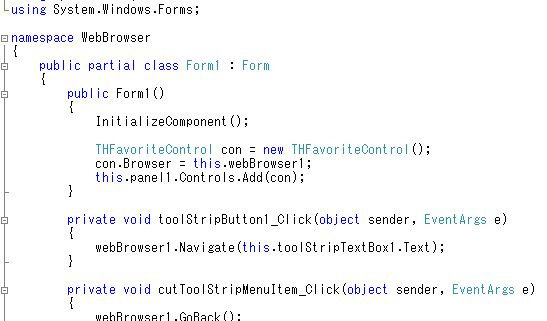 using System.Windows.Forms;
namespace WebBrowser
{
public partial class Form1 : Form
{
public Form1()
{
InitializeComponent();
THFavoriteControl con = new THFavoriteControl();
con.Browser = this.webBrowser1;
this.panel1.Controls.Add(con);
}
private void toolStripButton1_Click(object sender, EventArgs e)
{
webBrowser1.Navigate(this.toolStripTextBox1.Text);
}
private void cutToolStripMenuItem_Click(object sender, EventArgs e)
{
webBrowser1.GoBack();